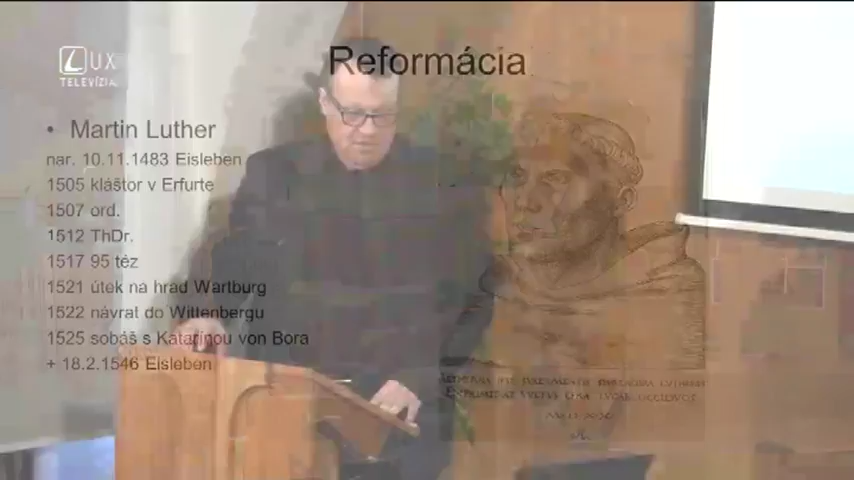 LUX
TELEVÍZIA
Reformácia
• Martin Luther
nar. 10.11.1483 Eisleben
1505 kláštor v Erfurte
1507 ord.
1512 ThDr.
1517 95 téz
1521 útek na hrad Wartburg
1522 návrat do Wittenbergu
1525 sobáš s Katarínou von Bora
+ 18.2.1546 Eisleben